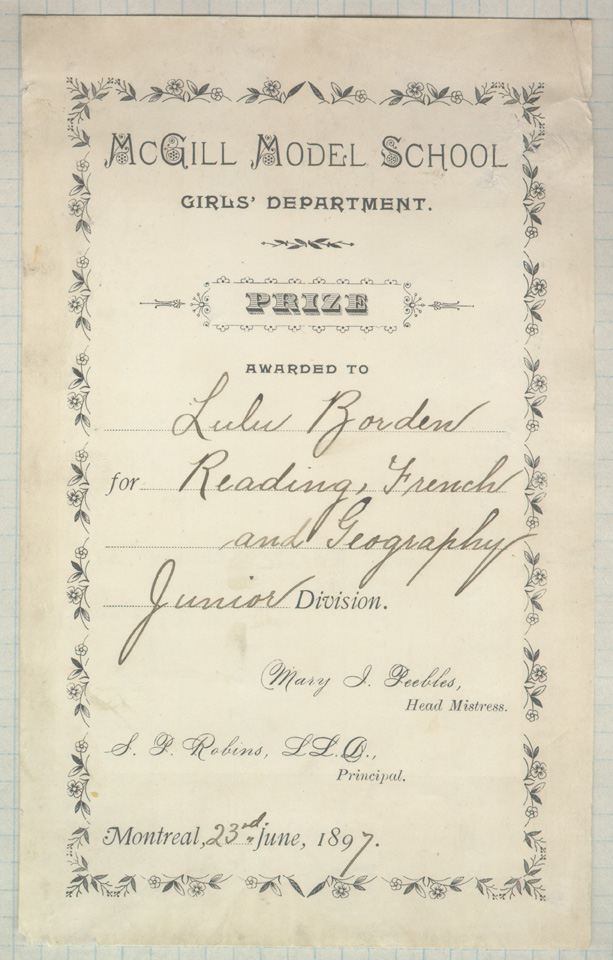 McGill Model School
GIRLS' DEPARTMENT.
PRIZE
AWARDED TO
Lulu Borden
for Reading, French
and Geography
Junior Division.
Mary I. Peebles,
Head Mistress.
S. P. Robins, LL.D.,
Principal.
Montreal, 23rd. June, 1897.